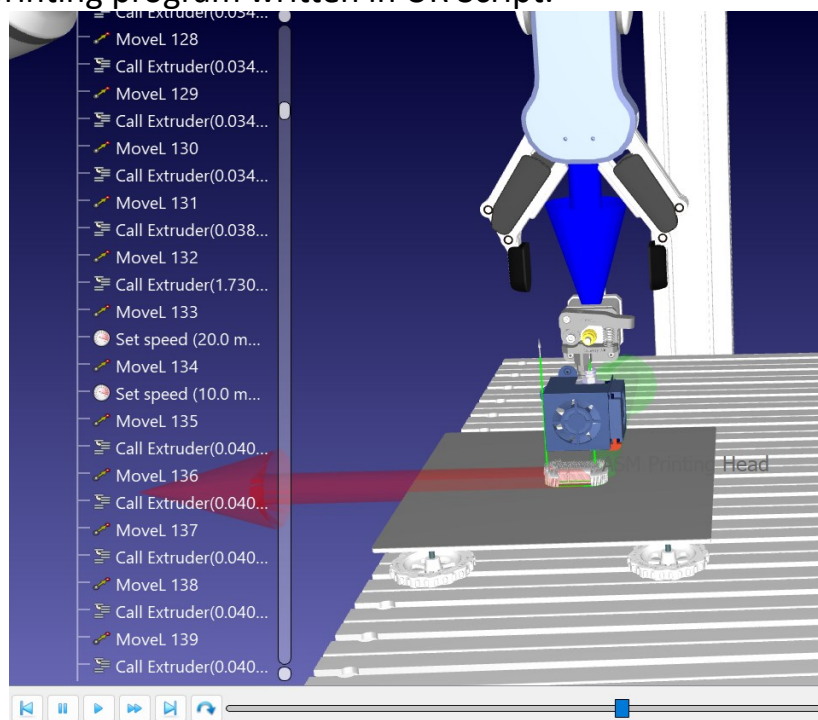 rinting program written in UR Script.
Call Extruder(0.034...
MoveL 128
Call Extruder(0.034...
MoveL 129
Call Extruder(0.034...
MoveL 130
Call Extruder(0.034...
MoveL 131
Call Extruder(0.038...
MoveL 132
Call Extruder(1.730...
MoveL 133
Set speed (20.0 m...
MoveL 134
Set speed (10.0 m...
MoveL 135
Call Extruder(0.040...
MoveL 136
Call Extruder(0.040...
MoveL 137
Call Extruder(0.040...
MoveL 138
Call Extruder(0.040...
MoveL 139
Call Extruder(0.040...
Printing Head